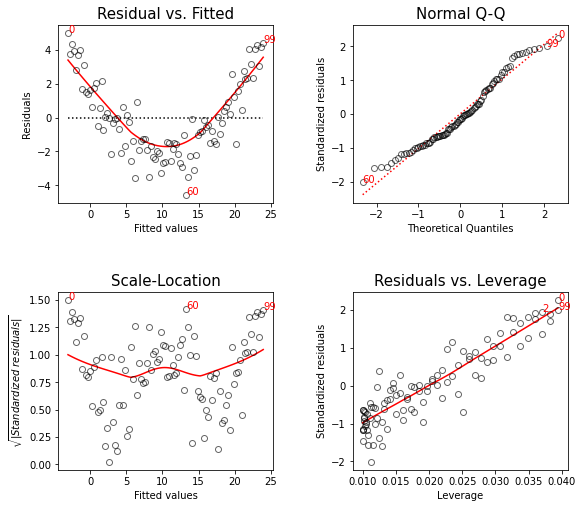 Residual vs. Fitted
Residuals
4
2
0
−2
−4
0
99
60
0 5 10 15 20 25
Fitted values
Normal Q-Q
Standardized residuals
2
1
0
−1
−2
0
99
60
−2 −1 0 1 2
Theoretical Quantiles
Scale-Location
√|Standardized residuals|
1.50
1.25
1.00
0.75
0.50
0.25
0.00
0
60
99
0 5 10 15 20 25
Fitted values
Residuals vs. Leverage
Standardized residuals
2
1
0
−1
−2
0
2
99
0.010 0.015 0.020 0.025 0.030 0.035 0.040
Leverage